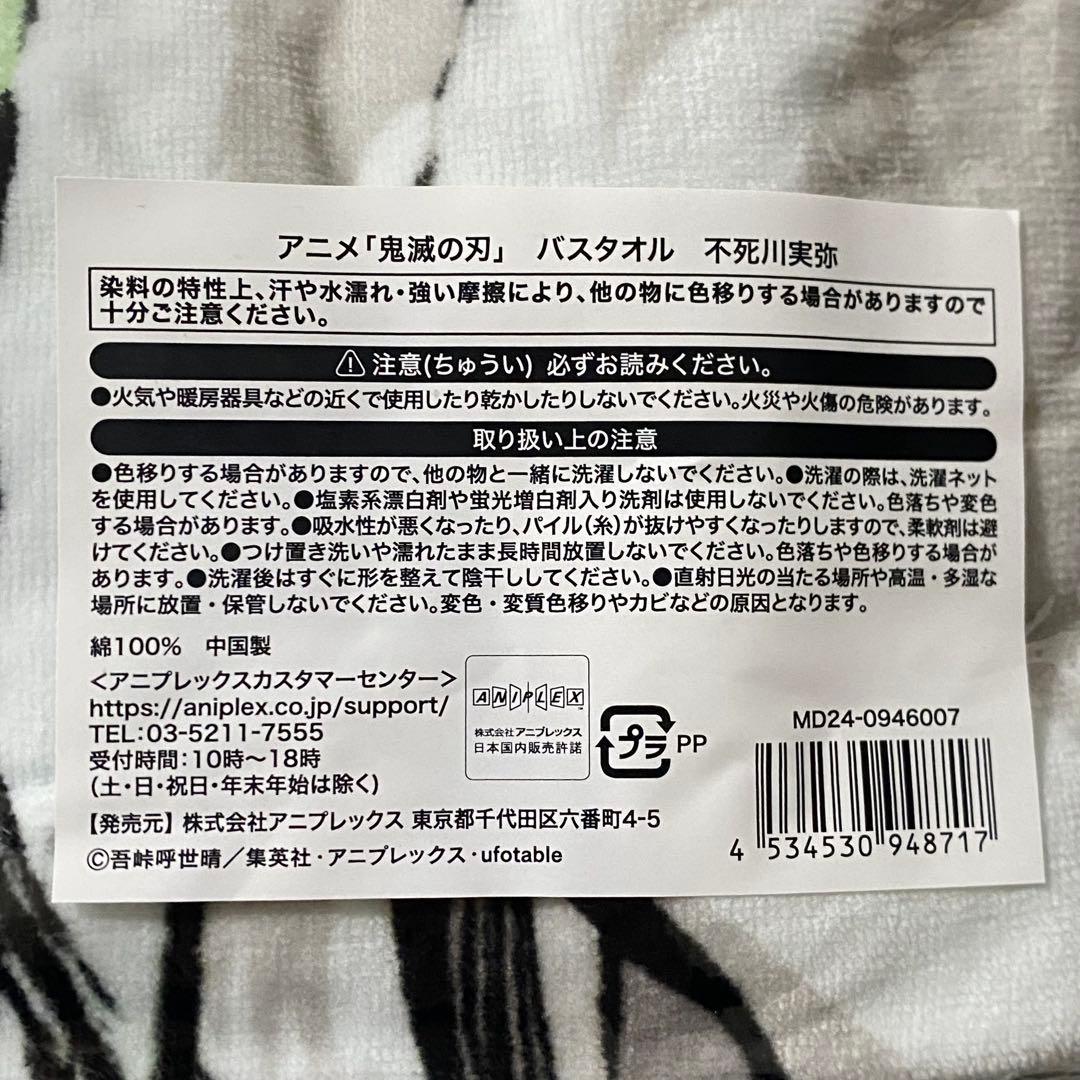 アニメ「鬼滅の刃」 バスタオル 不死川実弥
染料の特性上、汗や水濡れ・強い摩擦により、他の物に色移りする場合がありますので
十分ご注意ください。
注意(ちゅうい) 必ずお読みください。
●火気や暖房器具などの近くで使用したり乾かしたりしないでください。火災や火傷の危険があります。
取り扱い上の注意
●色移りする場合がありますので、他の物と一緒に洗濯しないでください。●洗濯の際は、洗濯ネット
を使用してください。●塩素系漂白剤や蛍光増白剤入り洗剤は使用しないでください。色落ちや変色
する場合があります。●吸水性が悪くなったり、パイル(糸)が抜けやすくなったりしますので、柔軟剤は避
けてください。●つけ置き洗いや濡れたまま長時間放置しないでください。色落ちや色移りする場合が
あります。●洗濯後はすぐに形を整えて陰干ししてください。●直射日光の当たる場所や高温・多湿な
場所に放置・保管しないでください。変色・変質色移りやカビなどの原因となります。
綿100% 中国製
<アニプレックスカスタマーセンター>
https://aniplex.co.jp/support/
TEL:03-5211-7555
受付時間:10時〜18時
(土・日・祝日・年末年始は除く)
ANIPLEX
株式会社アニプレックス
日本国内販売許諾
プラ PP
MD24-0946007
4 534530 948717
【発売元】 株式会社アニプレックス 東京都千代田区六番町4-5
©吾峠呼世晴/集英社・アニプレックス・ufotable